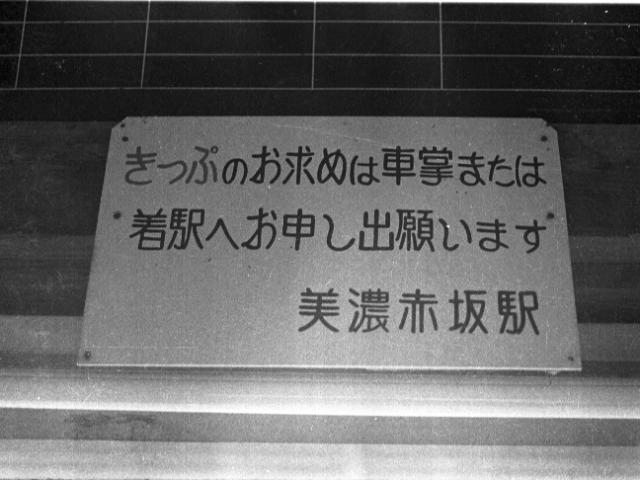 きっぷのお求めは車掌または
着駅へお申し出願います
美濃赤坂駅